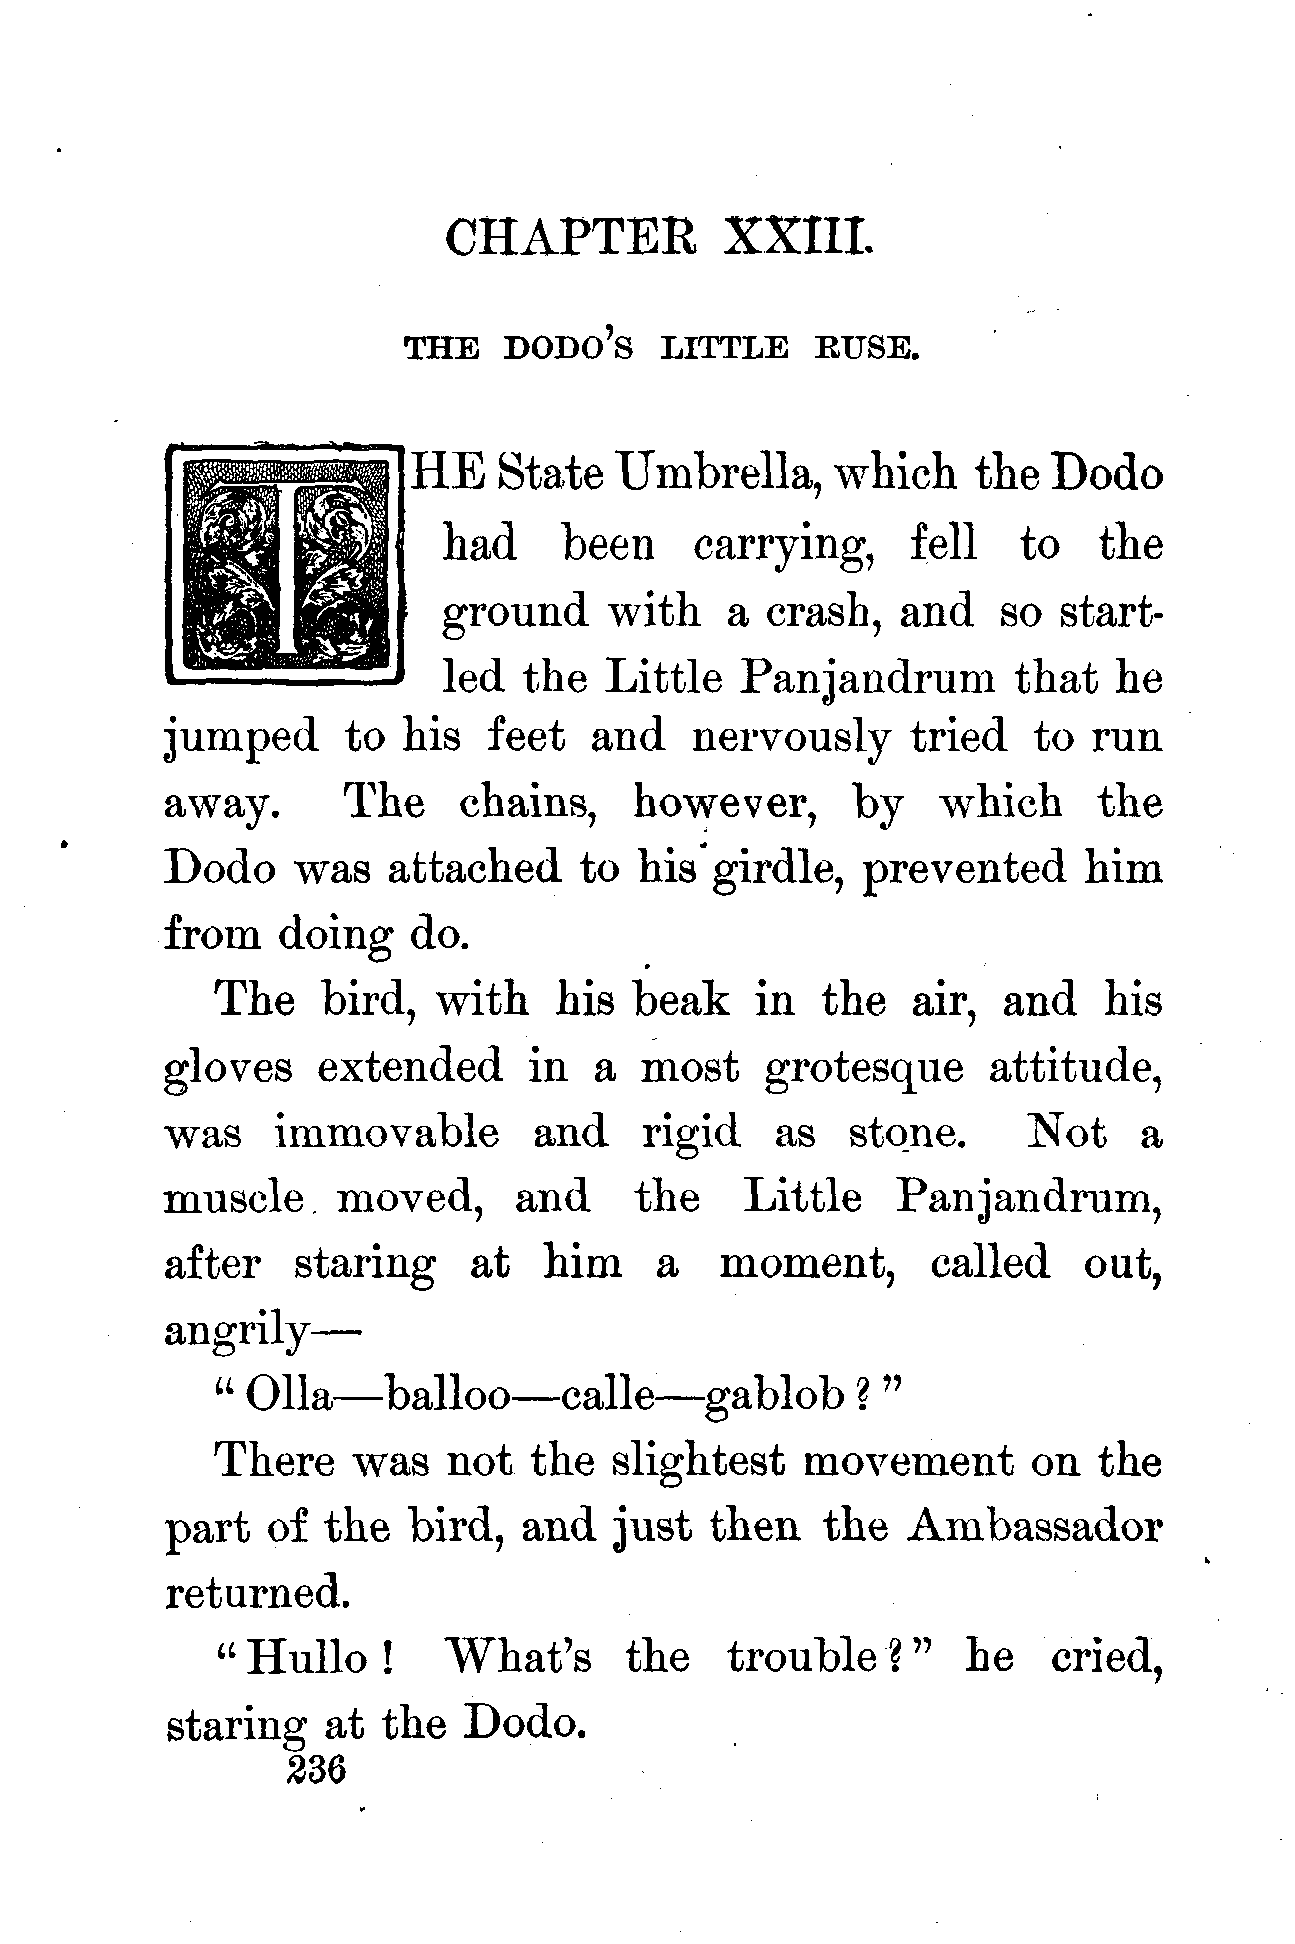 CHAPTER XXIII.
THE DODO'S LITTLE RUSE.
THE State Umbrella, which the Dodo
had been carrying, fell to the
ground with a crash, and so start-
led the Little Panjandrum that he
jumped to his feet and nervously tried to run
away. The chains, however, by which the
Dodo was attached to his girdle, prevented him
from doing do.
The bird, with his beak in the air, and his
gloves extended in a most grotesque attitude,
was immovable and rigid as stone. Not a
muscle moved, and the Little Panjandrum,
after staring at him a moment, called out,
angrily—
“ Olla—balloo—calle—gablob ? ”
There was not the slightest movement on the
part of the bird, and just then the Ambassador
returned.
“ Hullo ! What's the trouble ? ” he cried,
staring at the Dodo.
236